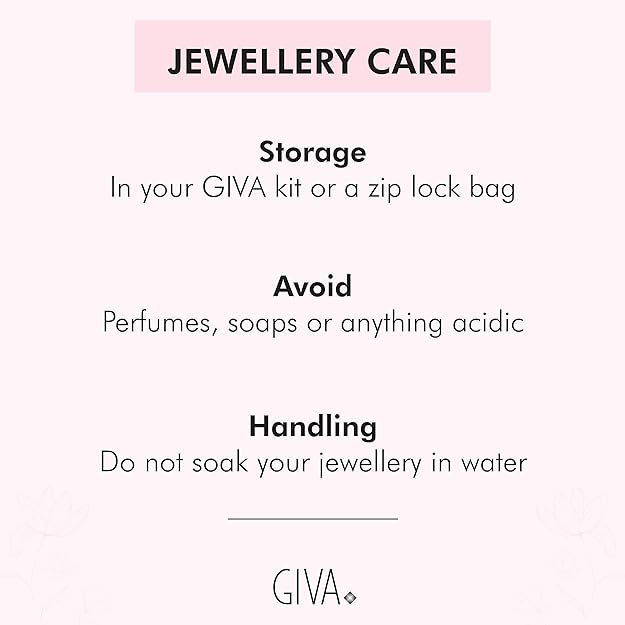 JEWELLERY CARE
Storage
In your GIVA kit or a zip lock bag
Avoid
Perfumes, soaps or anything acidic
Handling
Do not soak your jewellery in water
GIVA